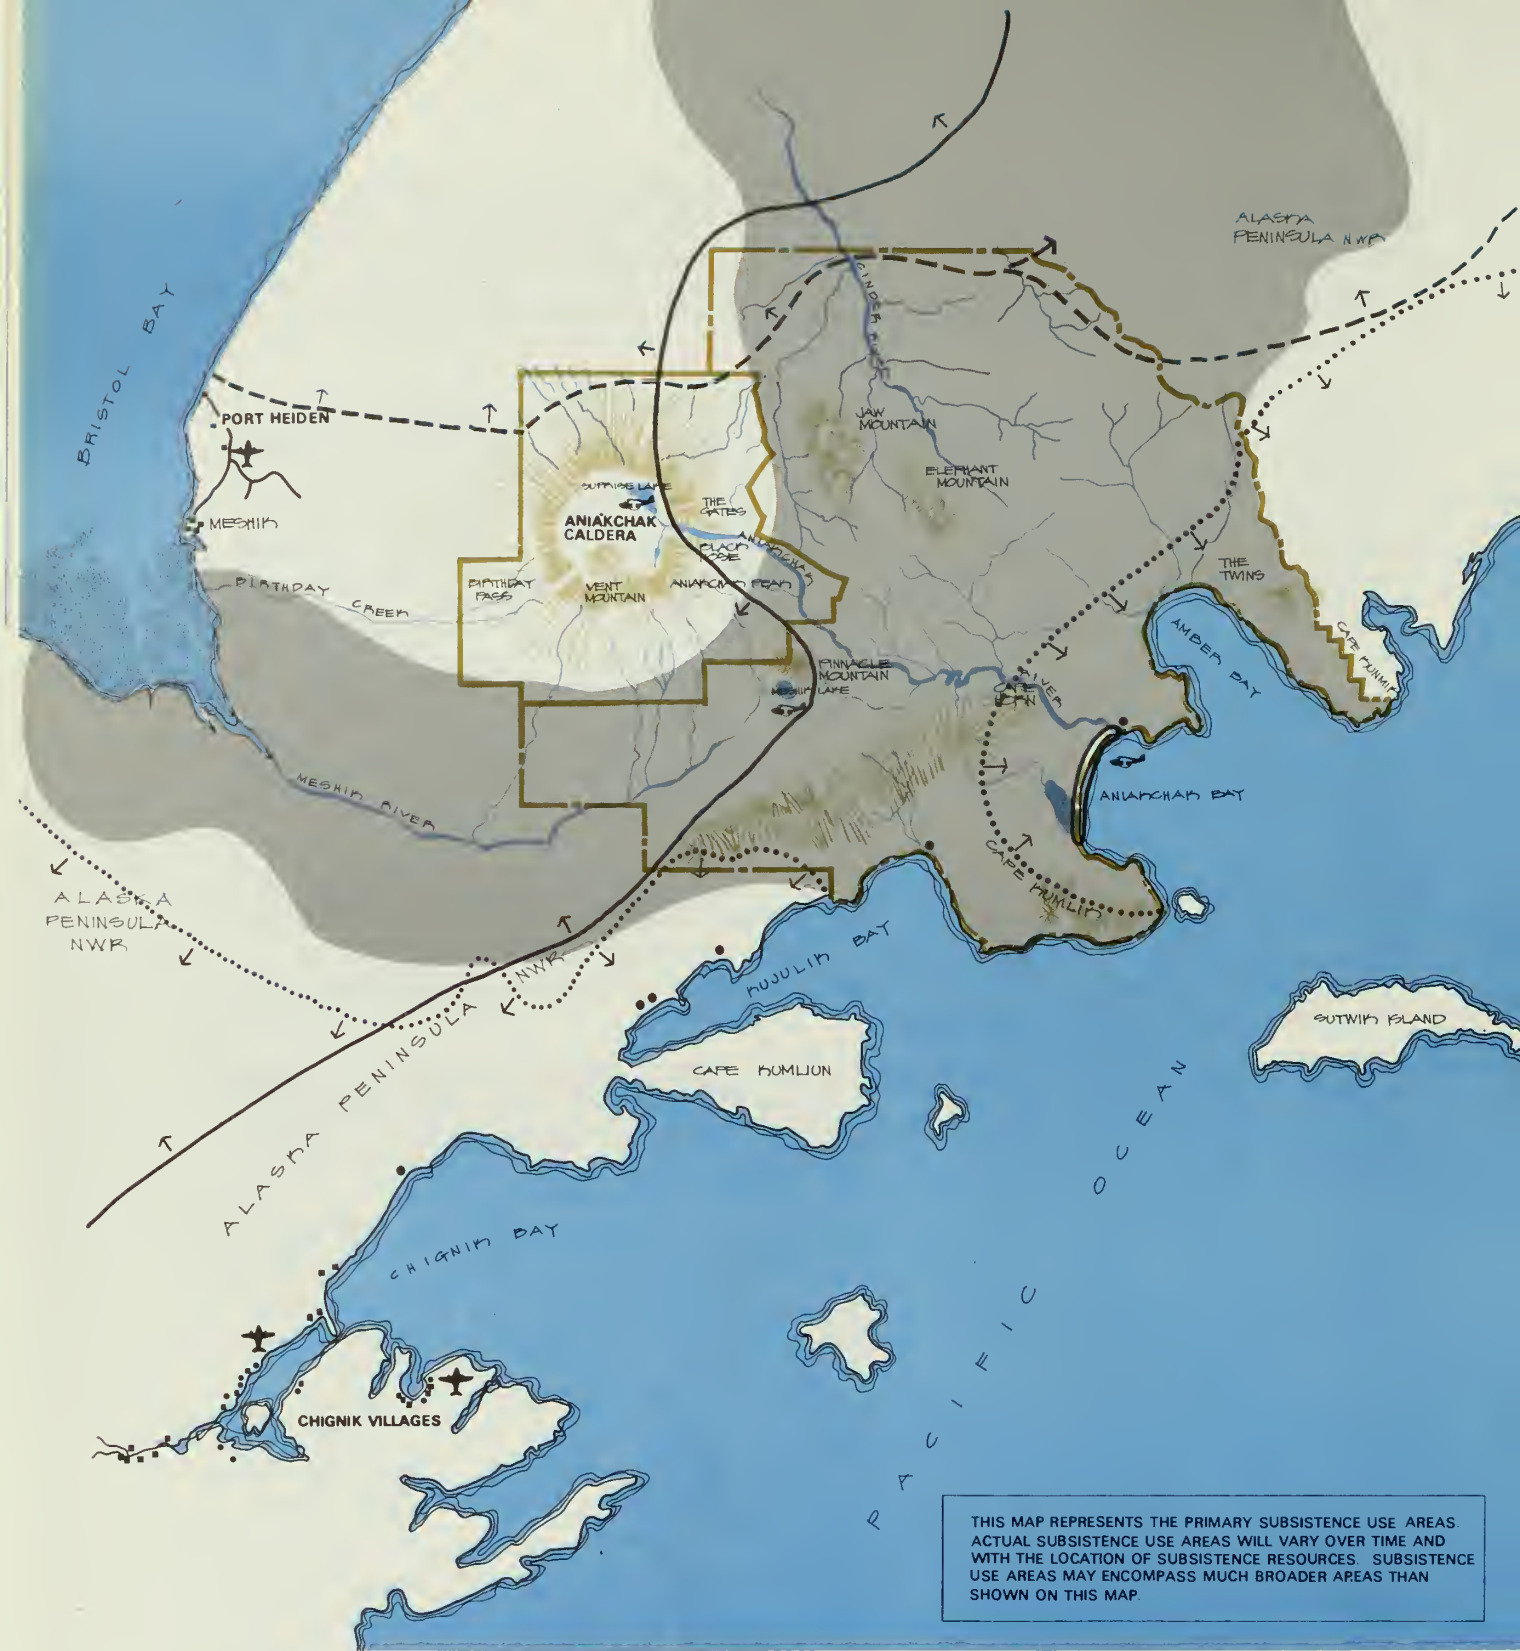 ALASKA
PENINSULA NWR
BRISTOL BAY
CINDER RIVER
PORT HEIDEN
JAW
MOUNTAIN
ELEPHANT
MOUNTAIN
SUPRISE LAKE
THE
GATES
MESHIK
ANIAKCHAK
CALDERA
BLACK
NOSE
ANIAKCHAK
RIVER
BIRTHDAY
CREEK
BIRTHDAY
PASS
VENT
MOUNTAIN
ANIAKCHAK PEAK
THE
TWINS
AMBER BAY
CAPE KUNMIK
PINNACLE
MOUNTAIN
MESHIK LAKE
CAPE
HORN
MESHIK RIVER
ANIAKCHAK BAY
CAPE KUMLIK
ALASKA
PENINSULA
NWR
KUJULIK BAY
ALASKA PENINSULA NWR
SUTWIK ISLAND
CAPE KUMLIUN
CHIGNIK BAY
PACIFIC OCEAN
CHIGNIK VILLAGES
THIS MAP REPRESENTS THE PRIMARY SUBSISTENCE USE AREAS.
ACTUAL SUBSISTENCE USE AREAS WILL VARY OVER TIME AND
WITH THE LOCATION OF SUBSISTENCE RESOURCES. SUBSISTENCE
USE AREAS MAY ENCOMPASS MUCH BROADER AREAS THAN
SHOWN ON THIS MAP.